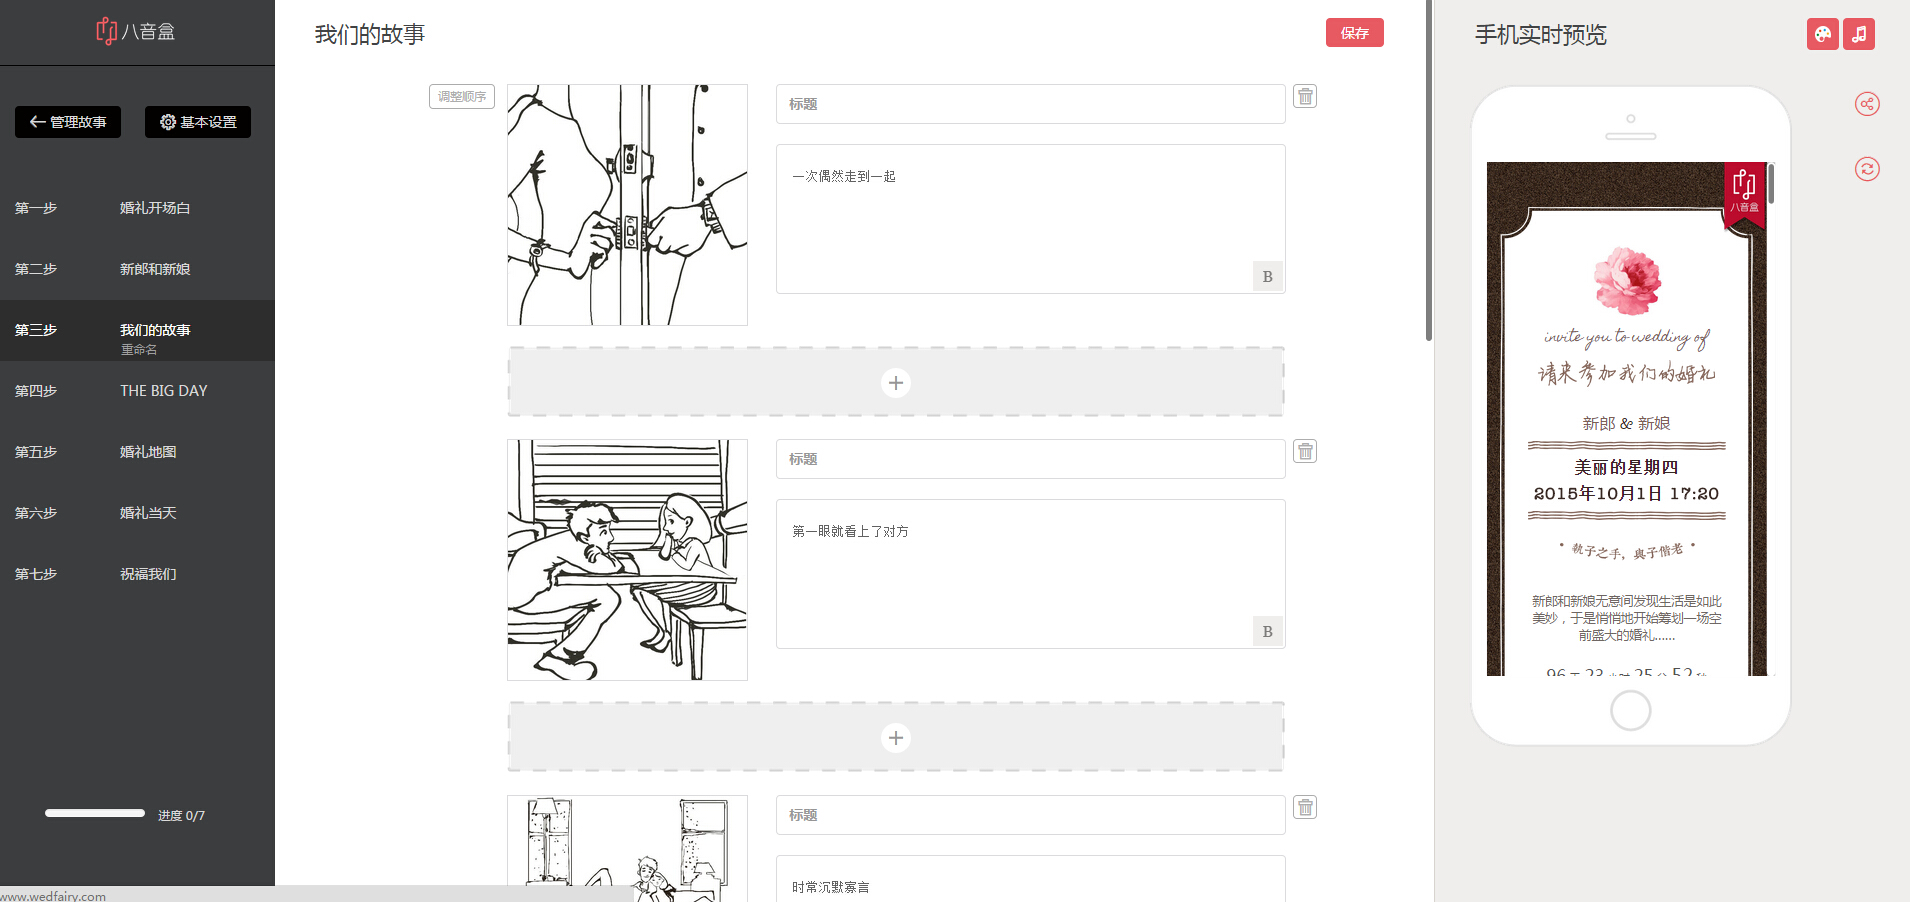 八音盒
管理故事
基本设置
第一步 婚礼开场白
第二步 新郎和新娘
第三步 我们的故事
重命名
第四步 THE BIG DAY
第五步 婚礼地图
第六步 婚礼当天
第七步 祝福我们
进度 0/7
www.wedfairy.com
我们的故事
保存
调整顺序
标题
一次偶然走到一起
B
标题
第一眼就看上了对方
B
标题
时常沉默寡言
手机实时预览
八音盒
invite you to wedding of
请来参加我们的婚礼
新郎 & 新娘
美丽的星期四
2015年10月1日 17:20
• 执子之手，与子偕老 •
新郎和新娘无意间发现生活是如此
美妙，于是悄悄地开始筹划一场空
前盛大的婚礼……
96 天 23 小时 25 分 52 秒